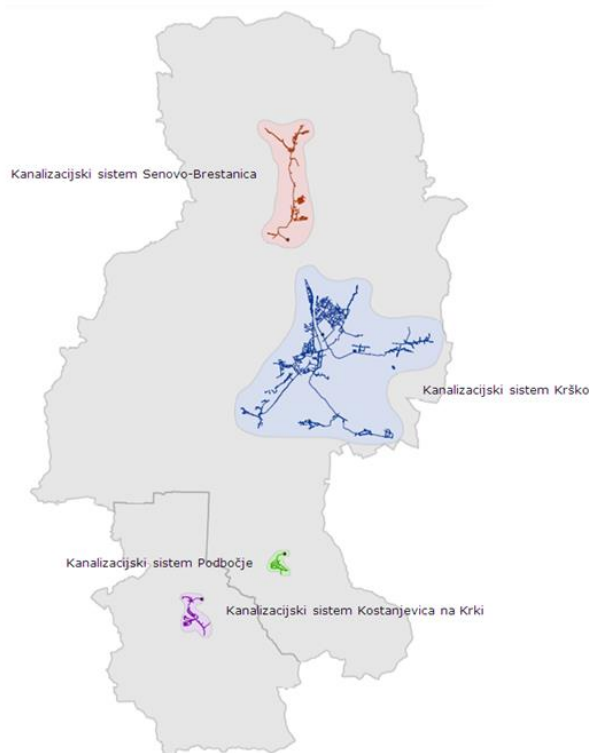 Kanalizacijski sistem Senovo-Brestanica
Kanalizacijski sistem Krško
Kanalizacijski sistem Podbočje
Kanalizacijski sistem Kostanjevica na Krki